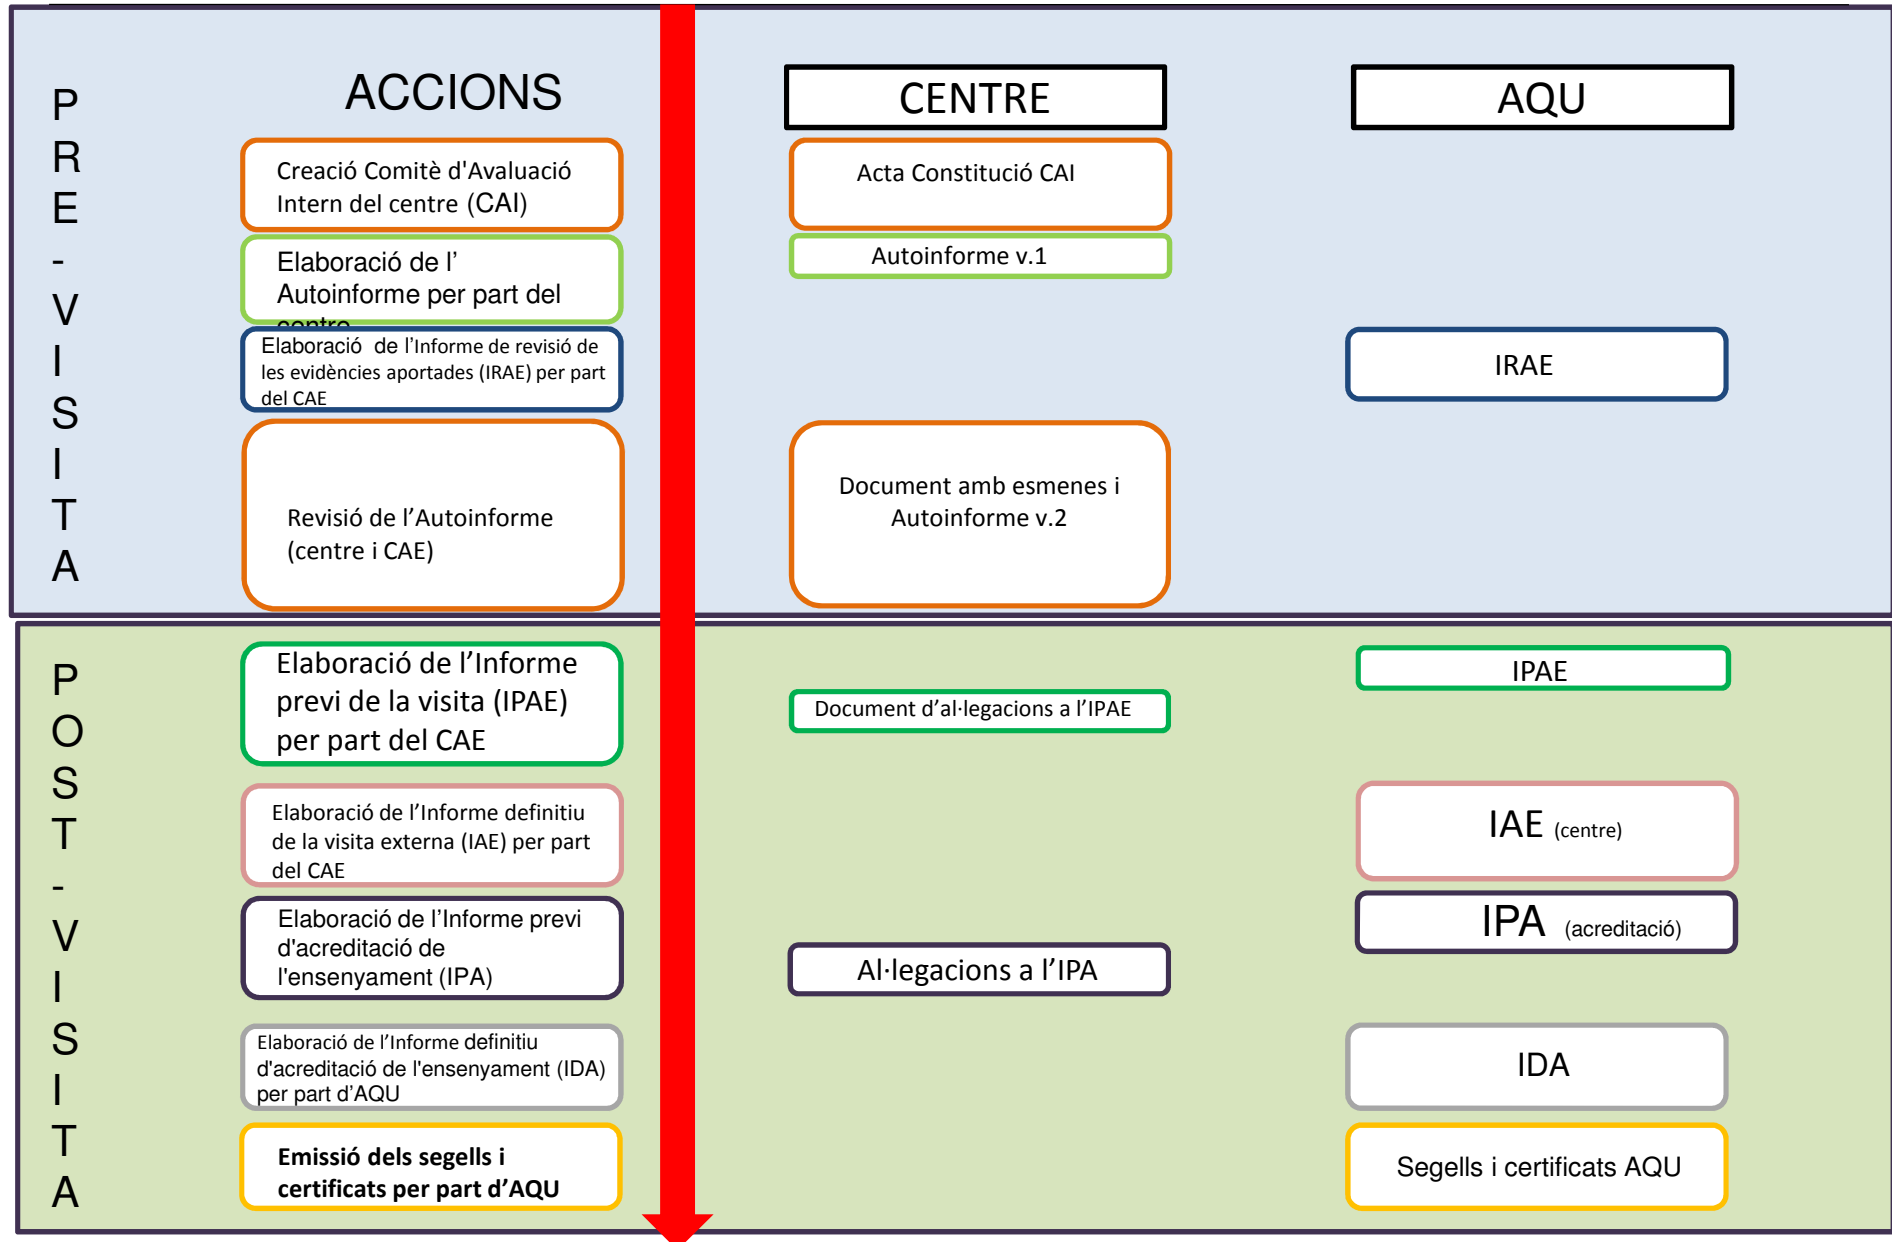 PRE-VISITA
ACCIONS
CENTRE
AQU
Creació Comitè d'Avaluació
Intern del centre (CAI)
Acta Constitució CAI
Elaboració de l’
Autoinforme per part del
centre
Autoinforme v.1
Elaboració de l’Informe de revisió de
les evidències aportades (IRAE) per part
del CAE
IRAE
Revisió de l’Autoinforme
(centre i CAE)
Document amb esmenes i
Autoinforme v.2
POST-VISITA
Elaboració de l’Informe
previ de la visita (IPAE)
per part del CAE
Document d’al·legacions a l’IPAE
IPAE
Elaboració de l’Informe definitiu
de la visita externa (IAE) per part
del CAE
IAE (centre)
Elaboració de l’Informe previ
d'acreditació de
l'ensenyament (IPA)
Al·legacions a l’IPA
IPA (acreditació)
Elaboració de l’Informe definitiu
d'acreditació de l'ensenyament (IDA)
per part d’AQU
IDA
Emissió dels segells i
certificats per part d’AQU
Segells i certificats AQU